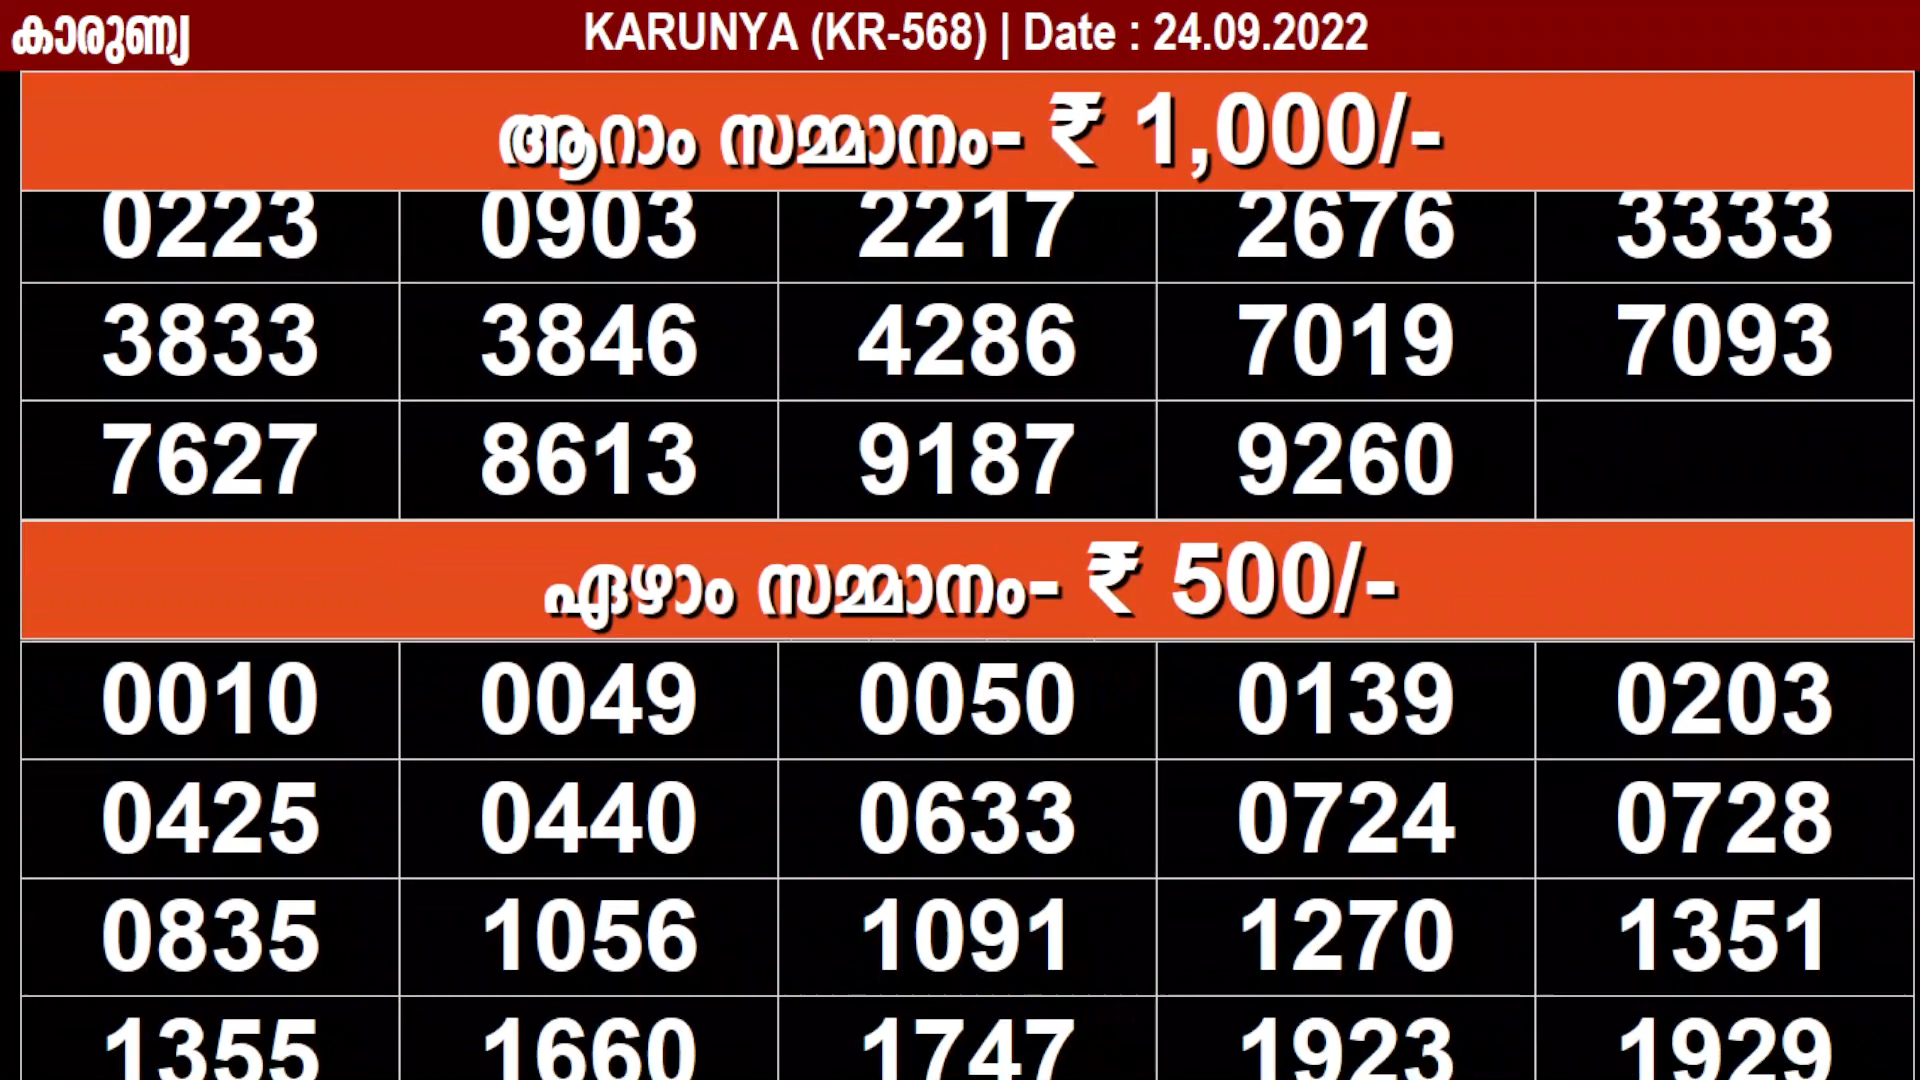 കാരുണ്യ KARUNYA (KR-568) | Date : 24.09.2022
ആറാം സമ്മാനം- ₹ 1,000/-
0223 0903 2217 2676 3333
3833 3846 4286 7019 7093
7627 8613 9187 9260
ഏഴാം സമ്മാനം- ₹ 500/-
0010 0049 0050 0139 0203
0425 0440 0633 0724 0728
0835 1056 1091 1270 1351
1355 1660 1747 1923 1929